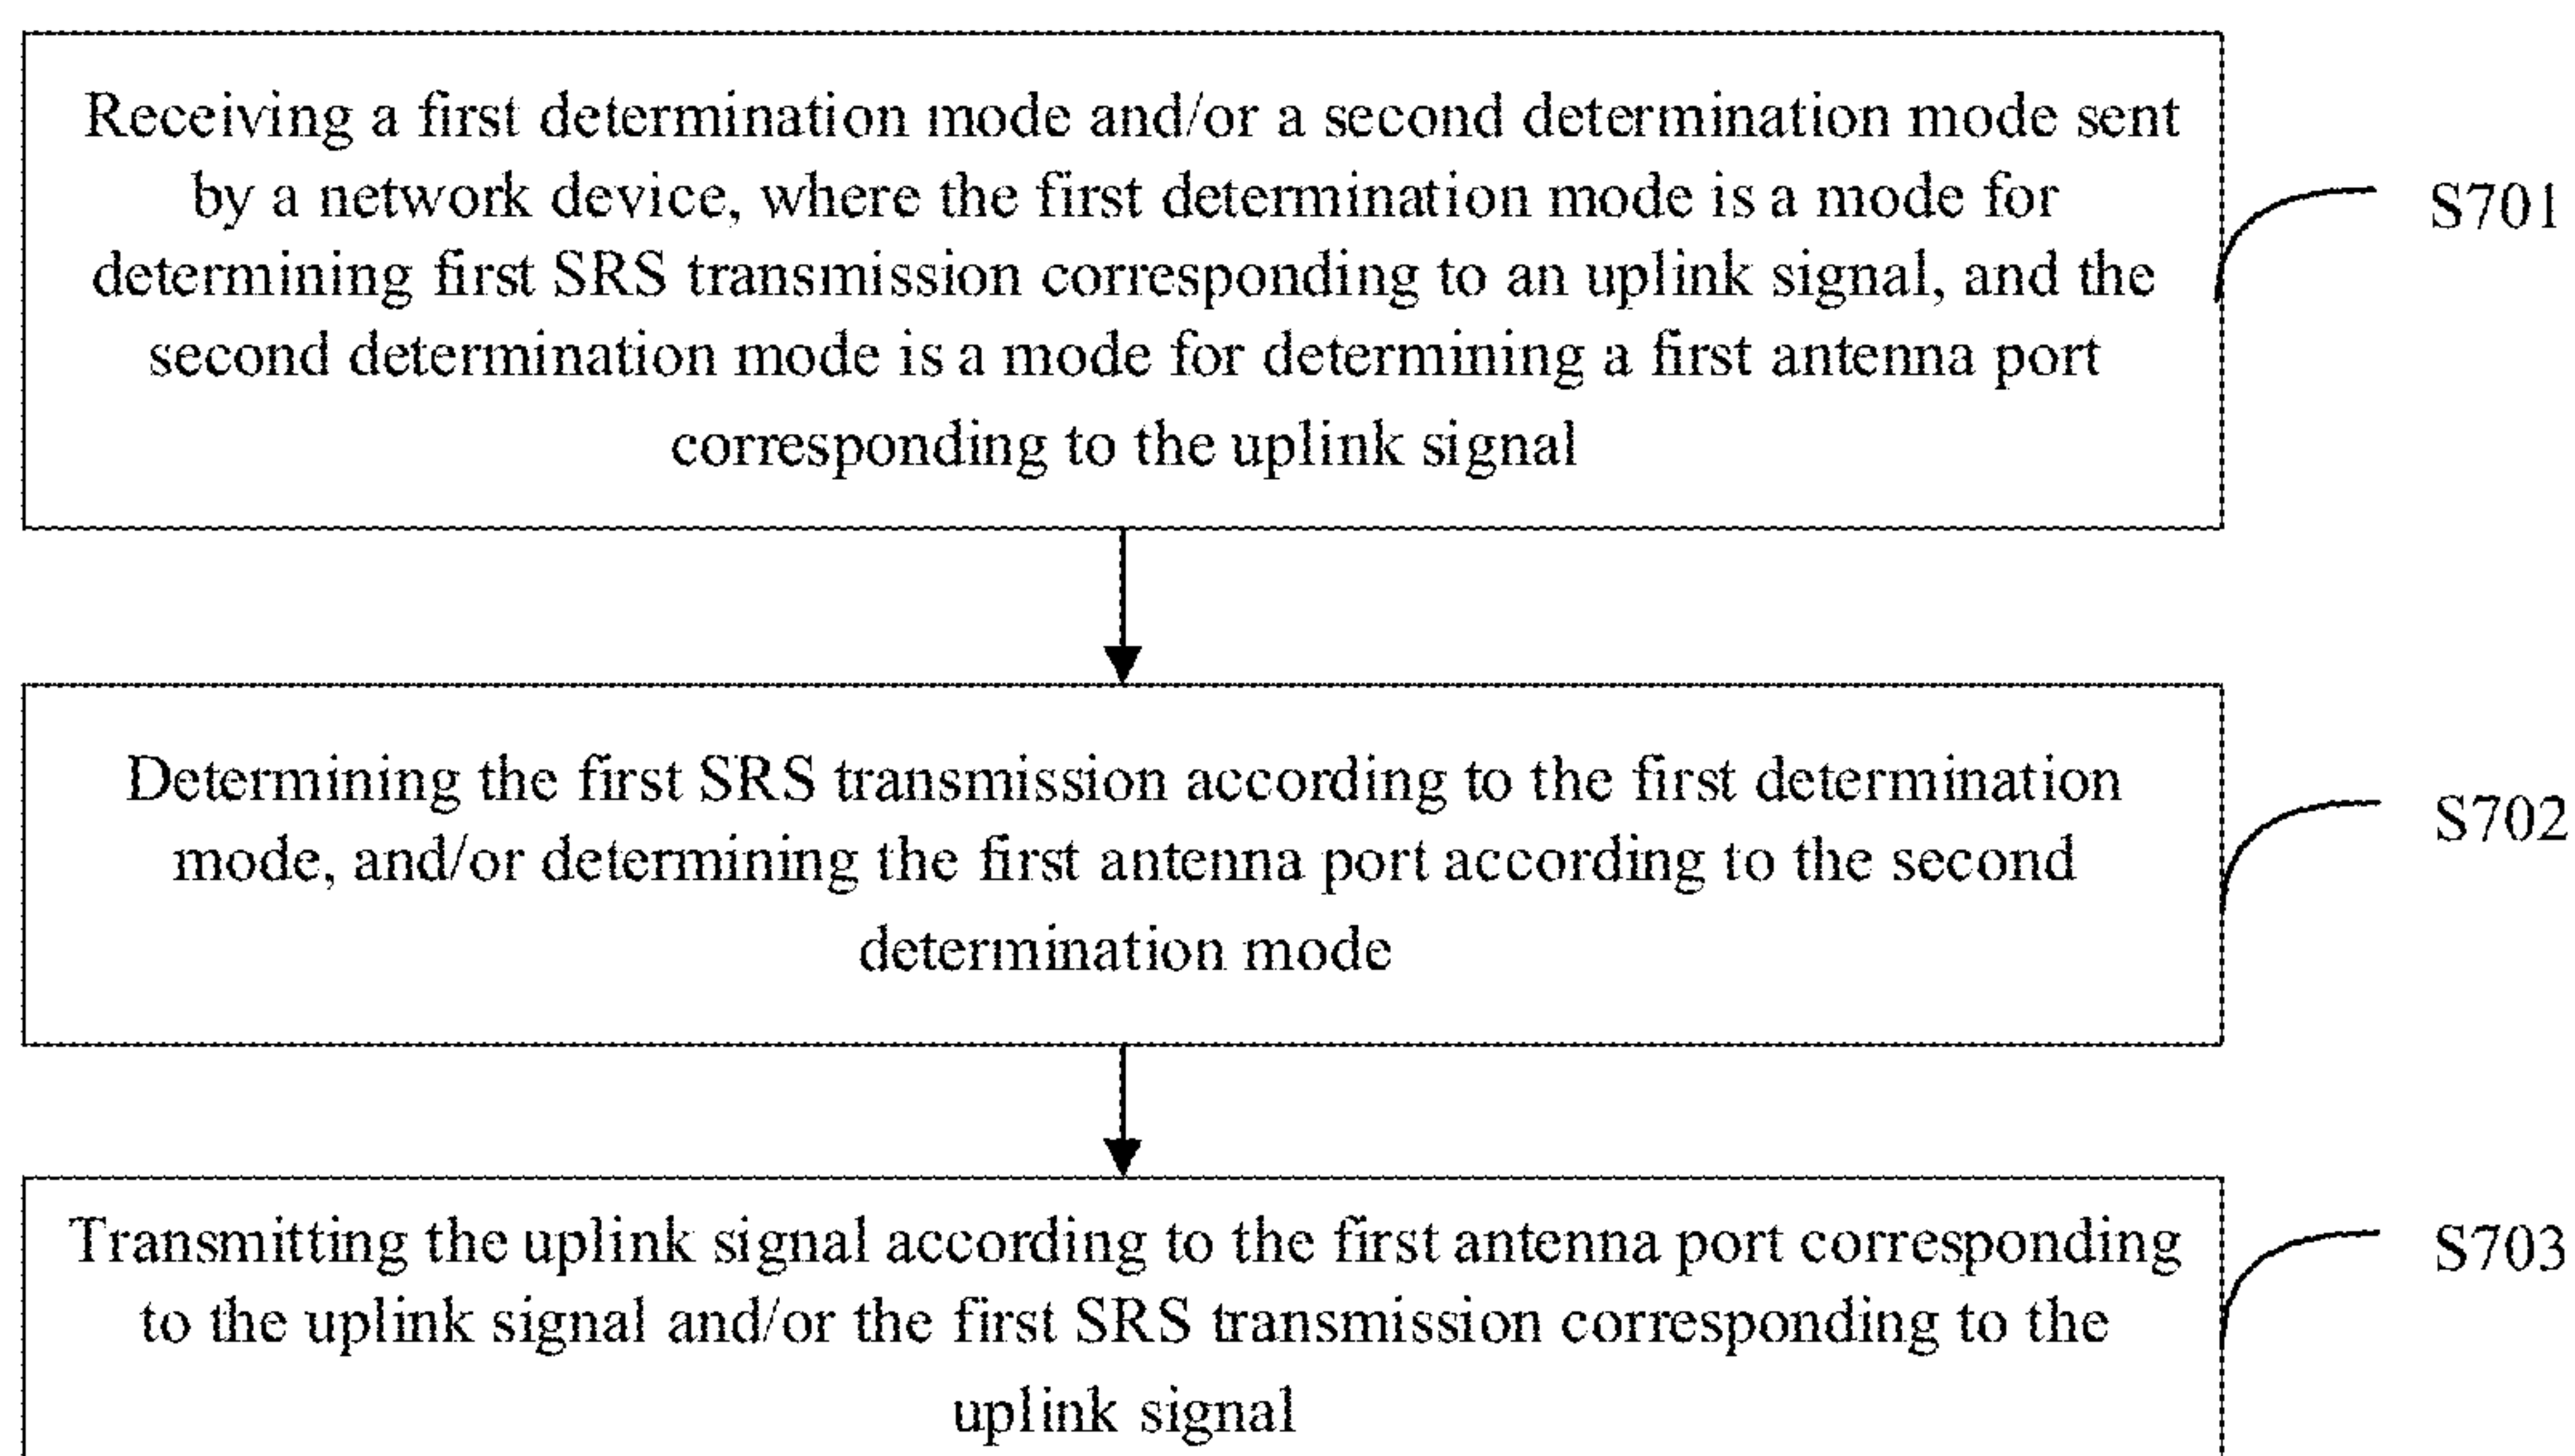 Receiving a first determination mode and/or a second determination mode sent
by a network device, where the first determination mode is a mode for
determining first SRS transmission corresponding to an uplink signal, and the
second determination mode is a mode for determining a first antenna port
corresponding to the uplink signal
S701
Determining the first SRS transmission according to the first determination
mode, and/or determining the first antenna port according to the second
determination mode
S702
Transmitting the uplink signal according to the first antenna port corresponding
to the uplink signal and/or the first SRS transmission corresponding to the
uplink signal
S703